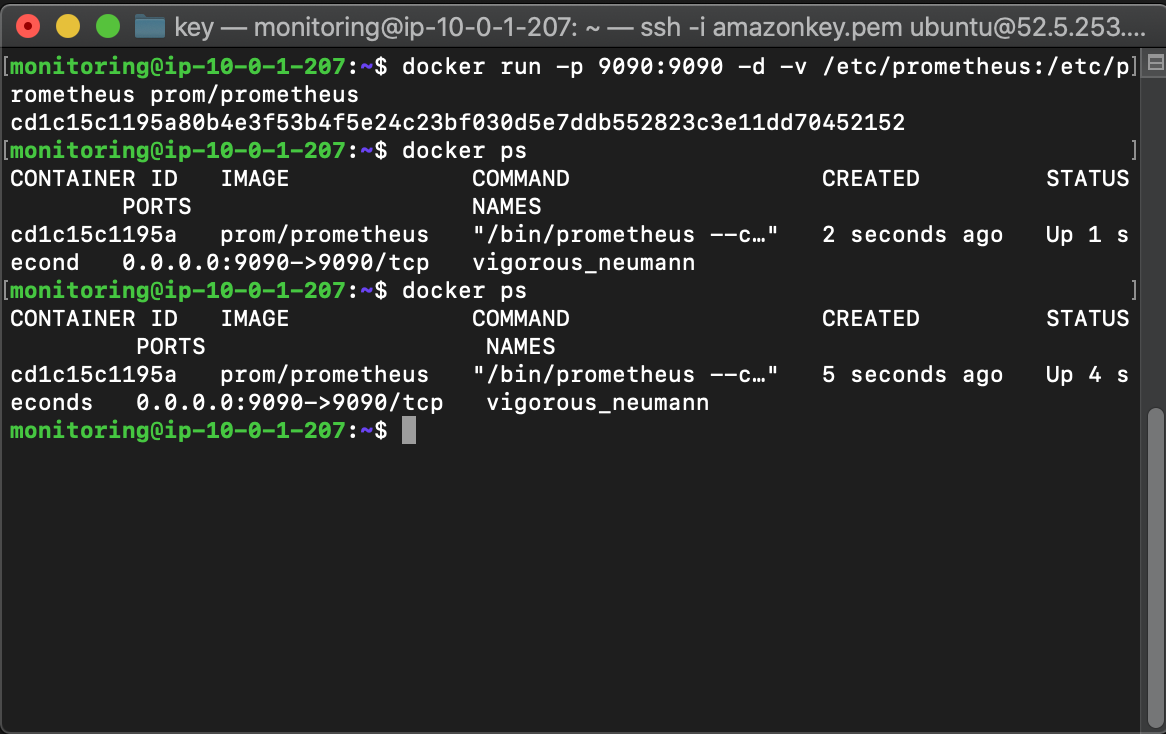 key — monitoring@ip-10-0-1-207: ~ — ssh -i amazonkey.pem ubuntu@52.5.253....
[monitoring@ip-10-0-1-207:~$ docker run -p 9090:9090 -d -v /etc/prometheus:/etc/p]
rometheus prom/prometheus
cd1c15c1195a80b4e3f53b4f5e24c23bf030d5e7ddb552823c3e11dd70452152
[monitoring@ip-10-0-1-207:~$ docker ps ]
CONTAINER ID   IMAGE             COMMAND                  CREATED         STATUS
        PORTS                    NAMES
cd1c15c1195a   prom/prometheus   "/bin/prometheus --c…"   2 seconds ago   Up 1 s
econd   0.0.0.0:9090->9090/tcp   vigorous_neumann
[monitoring@ip-10-0-1-207:~$ docker ps ]
CONTAINER ID   IMAGE             COMMAND                  CREATED         STATUS
         PORTS                    NAMES
cd1c15c1195a   prom/prometheus   "/bin/prometheus --c…"   5 seconds ago   Up 4 s
econds   0.0.0.0:9090->9090/tcp   vigorous_neumann
monitoring@ip-10-0-1-207:~$